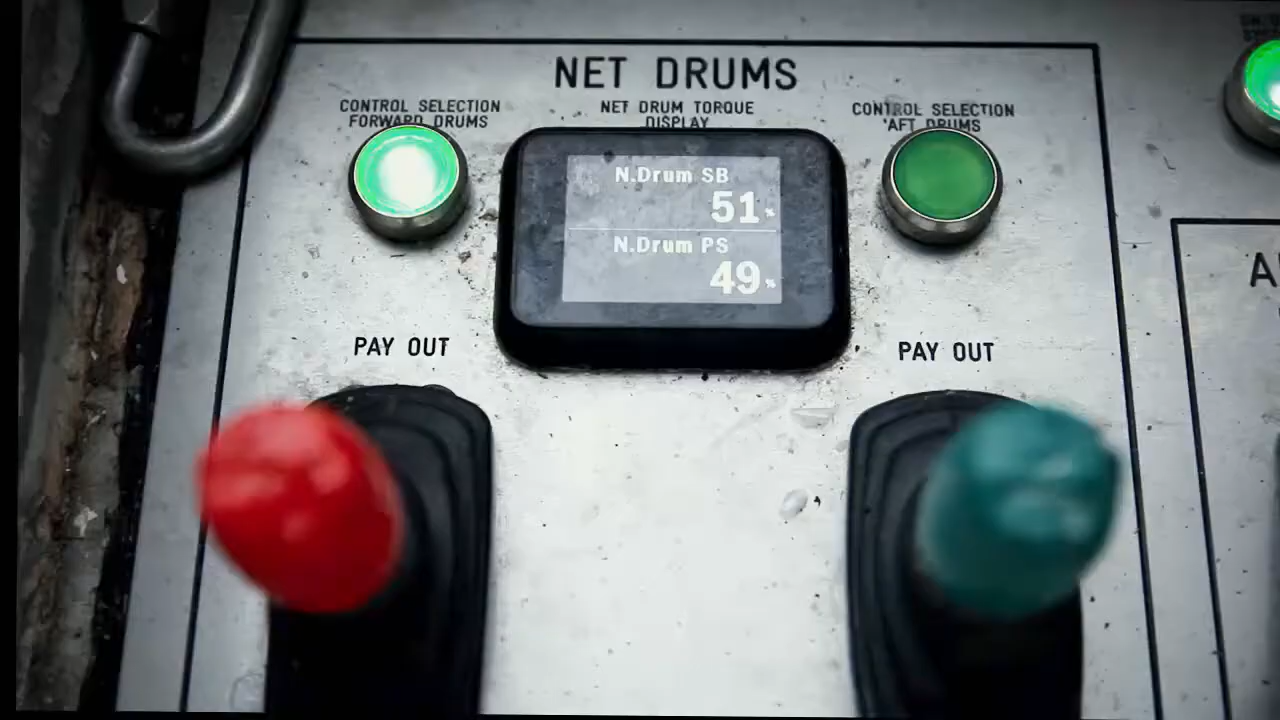 NET DRUMS
CONTROL SELECTION
FORWARD DRUMS
NET DRUM TORQUE
DISPLAY
CONTROL SELECTION
AFT DRUMS
N.Drum SB
51%
N.Drum PS
49%
PAY OUT
PAY OUT
A